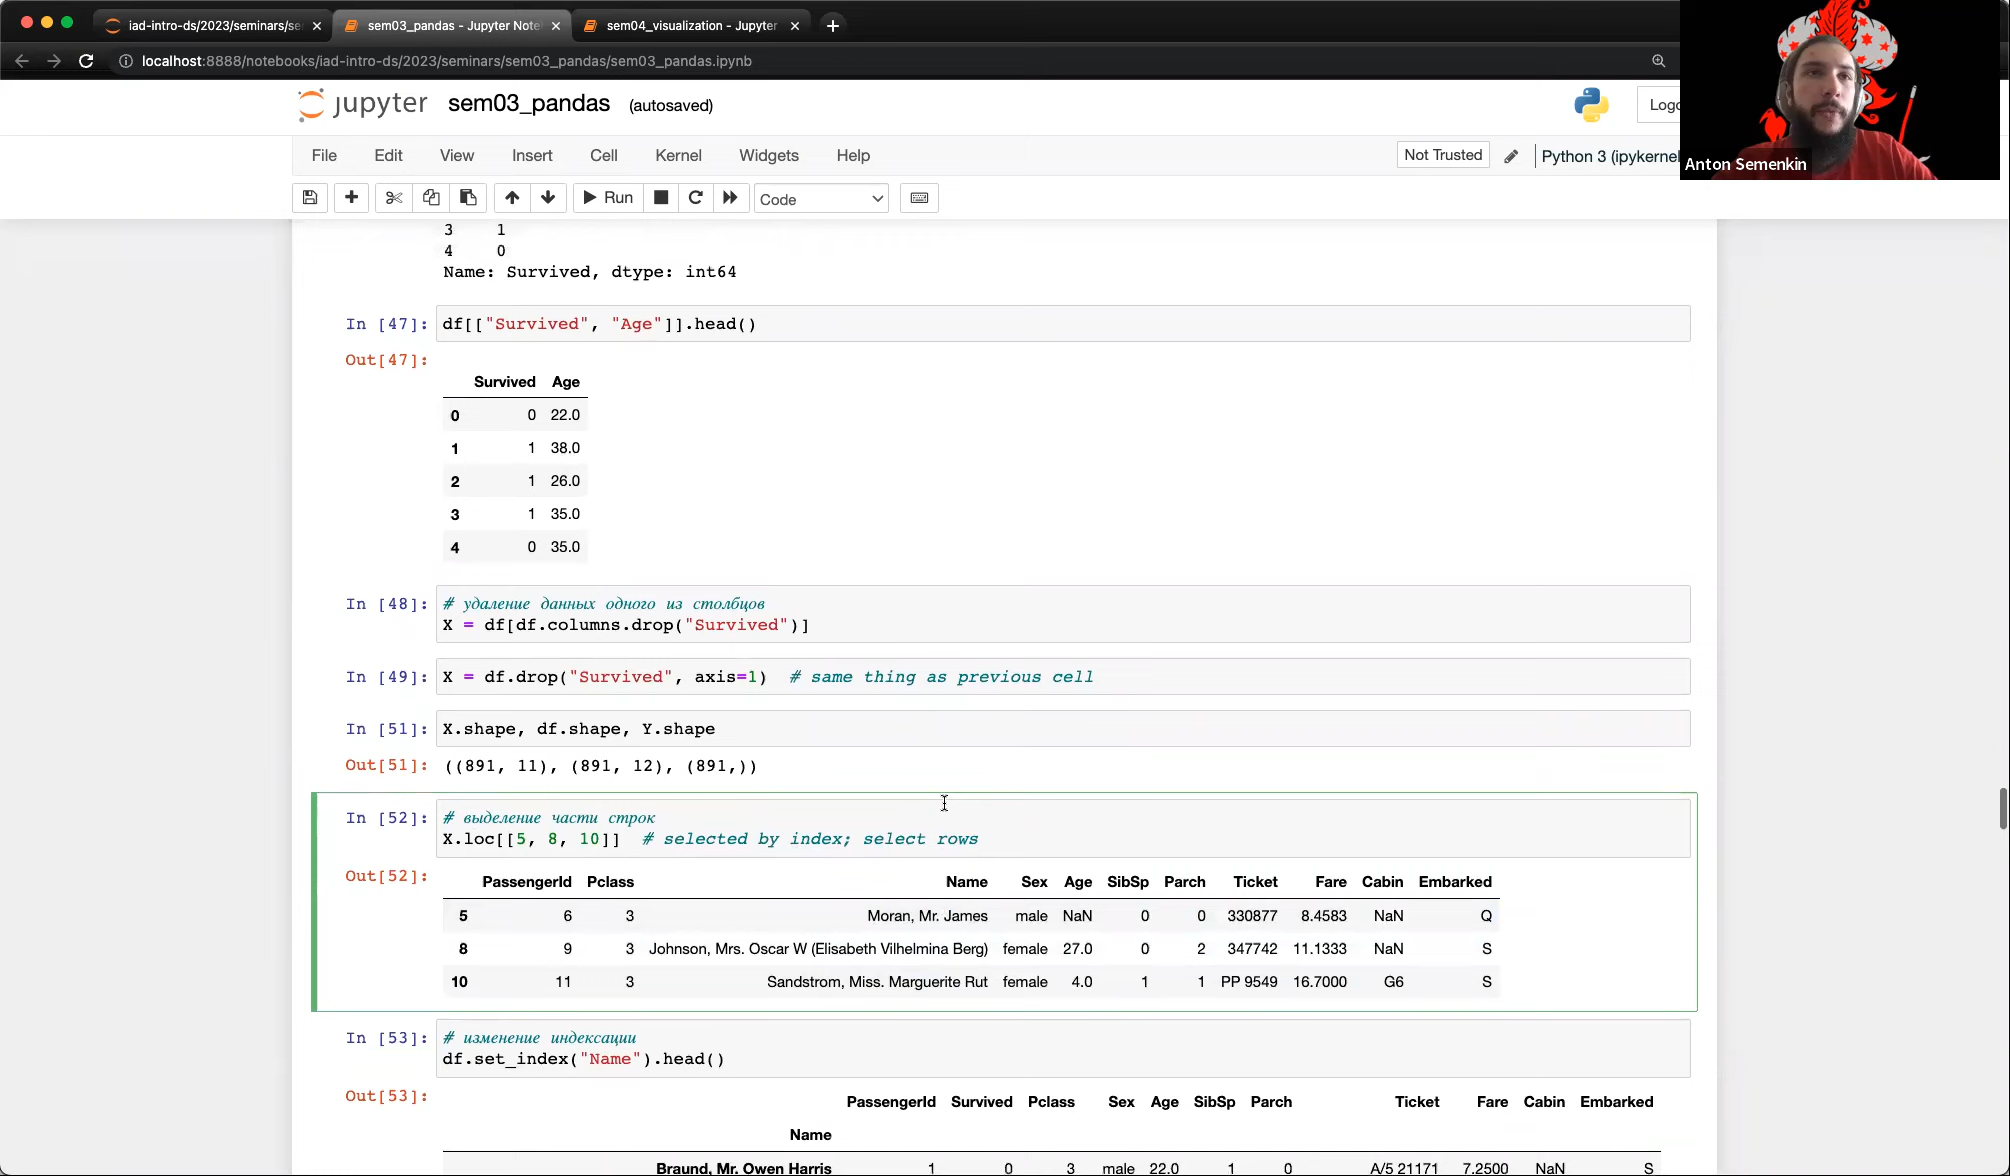 iad-intro-ds/2023/seminars/se
sem03_pandas - Jupyter Note
sem04_visualization - Jupyter
localhost:8888/notebooks/iad-intro-ds/2023/seminars/sem03_pandas/sem03_pandas.ipynb
jupyter sem03_pandas (autosaved)
Logo
Anton Semenkin
File Edit View Insert Cell Kernel Widgets Help
Not Trusted Python 3 (ipykernel
Run Code
3 1
4 0
Name: Survived, dtype: int64
In [47]: df[["Survived", "Age"]].head()
Out[47]:
Survived Age
0 0 22.0
1 1 38.0
2 1 26.0
3 1 35.0
4 0 35.0
In [48]: # удаление данных одного из столбцов
X = df[df.columns.drop("Survived")]
In [49]: X = df.drop("Survived", axis=1) # same thing as previous cell
In [51]: X.shape, df.shape, Y.shape
Out[51]: ((891, 11), (891, 12), (891,))
In [52]: # выделение части строк
X.loc[[5, 8, 10]] # selected by index; select rows
Out[52]:
PassengerId Pclass Name Sex Age SibSp Parch Ticket Fare Cabin Embarked
5 6 3 Moran, Mr. James male NaN 0 0 330877 8.4583 NaN Q
8 9 3 Johnson, Mrs. Oscar W (Elisabeth Vilhelmina Berg) female 27.0 0 2 347742 11.1333 NaN S
10 11 3 Sandstrom, Miss. Marguerite Rut female 4.0 1 1 PP 9549 16.7000 G6 S
In [53]: # изменение индексации
df.set_index("Name").head()
Out[53]:
PassengerId Survived Pclass Sex Age SibSp Parch Ticket Fare Cabin Embarked
Name
Braund, Mr. Owen Harris 1 0 3 male 22.0 1 0 A/5 21171 7.2500 NaN S